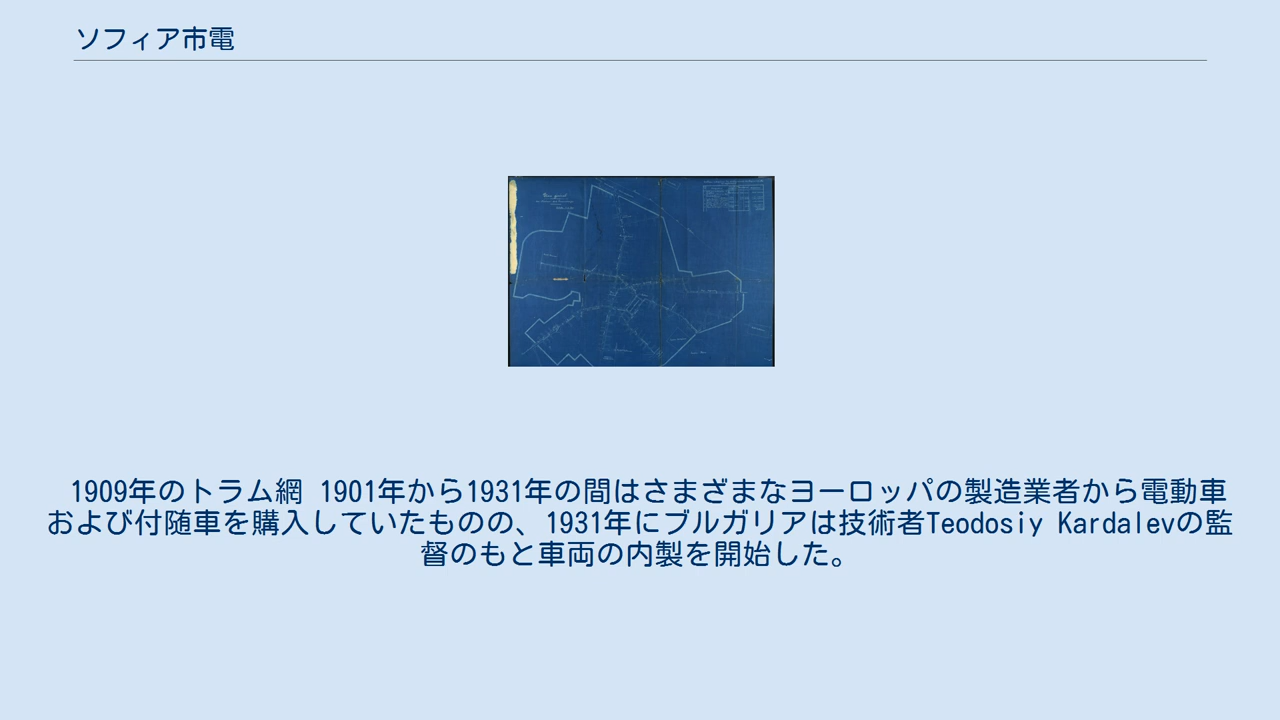 ソフィア市電
1909年のトラム網 1901年から1931年の間はさまざまなヨーロッパの製造業者から電動車
および付随車を購入していたものの、1931年にブルガリアは技術者Teodosiy Kardalevの監
督のもと車両の内製を開始した。